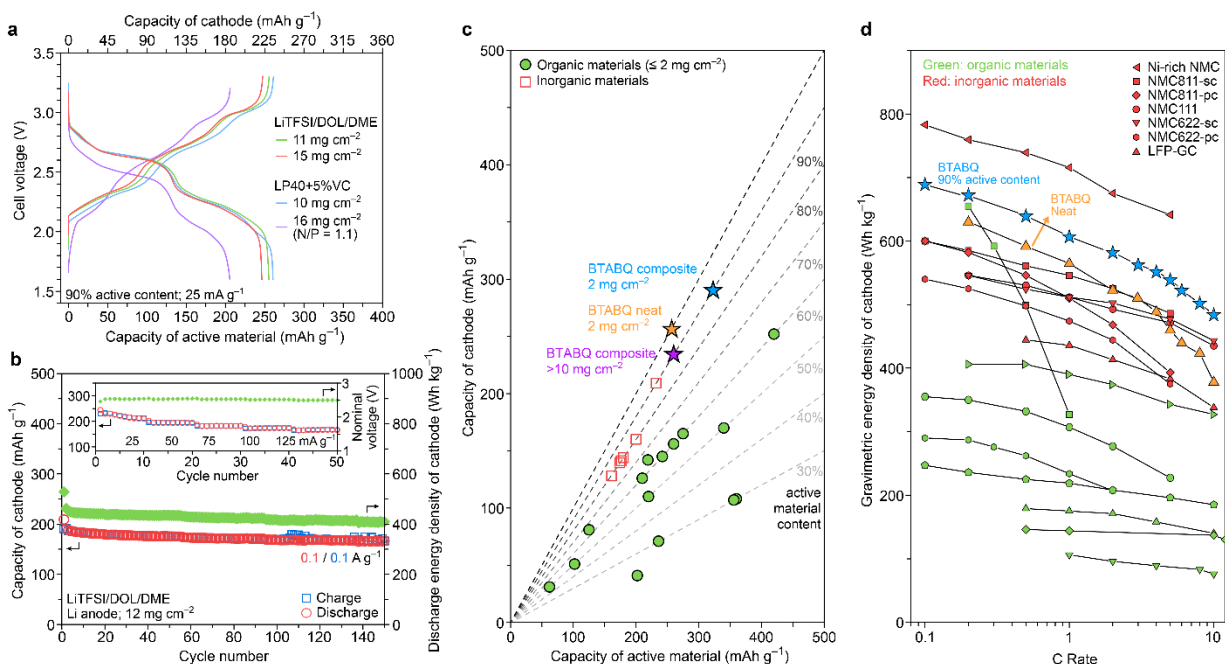 a
Capacity of cathode (mAh g⁻¹)
0 45 90 135 180 225 270 315 360
3.5
3.0
2.5
2.0
1.5
Cell voltage (V)
LiTFSI/DOL/DME
11 mg cm⁻²
15 mg cm⁻²
LP40+5%VC
10 mg cm⁻²
16 mg cm⁻²
(N/P = 1.1)
90% active content; 25 mA g⁻¹
0 50 100 150 200 250 300 350 400
Capacity of active material (mAh g⁻¹)
b
500
400
300
200
100
0
Capacity of cathode (mAh g⁻¹)
300
250
200
150
100
3
2
1
Nominal
voltage (V)
25 50 75 100 125 mA g⁻¹
0 10 20 30 40 50
Cycle number
1000
800
600
400
200
0
Discharge energy density of cathode (Wh kg⁻¹)
0.1 / 0.1 A g⁻¹
LiTFSI/DOL/DME
Li anode; 12 mg cm⁻²
Charge
Discharge
0 20 40 60 80 100 120 140
Cycle number
c
500
400
300
200
100
0
Capacity of cathode (mAh g⁻¹)
Organic materials (≤ 2 mg cm⁻²)
Inorganic materials
90%
80%
70%
60%
50%
40%
30%
active
material
content
BTABQ composite
2 mg cm⁻²
BTABQ neat
2 mg cm⁻²
BTABQ composite
>10 mg cm⁻²
0 100 200 300 400 500
Capacity of active material (mAh g⁻¹)
d
800
600
400
200
0
Gravimetric energy density of cathode (Wh kg⁻¹)
Green: organic materials
Red: inorganic materials
Ni-rich NMC
NMC811-sc
NMC811-pc
NMC111
NMC622-sc
NMC622-pc
LFP-GC
BTABQ
90% active content
BTABQ
Neat
0.1 1 10
C Rate